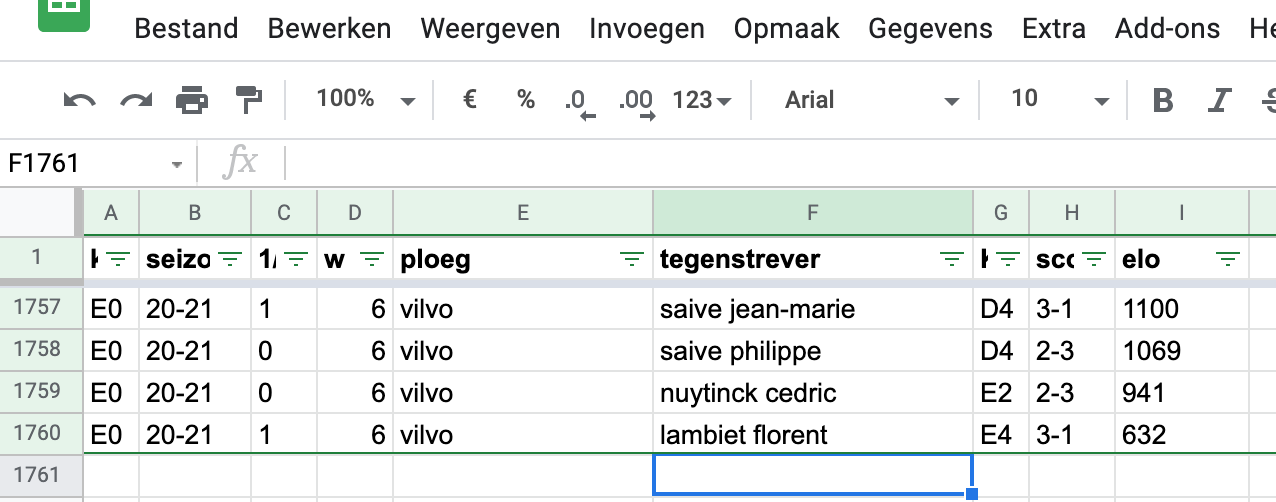 Bestand Bewerken Weergeven Invoegen Opmaak Gegevens Extra Add-ons He
100% € % .0 .00 123 Arial 10 B I S
F1761 fx
A B C D E F G H I
1 seizo 1/ w ploeg tegenstrever sco elo
1757 E0 20-21 1 6 vilvo saive jean-marie D4 3-1 1100
1758 E0 20-21 0 6 vilvo saive philippe D4 2-3 1069
1759 E0 20-21 0 6 vilvo nuytinck cedric E2 2-3 941
1760 E0 20-21 1 6 vilvo lambiet florent E4 3-1 632
1761